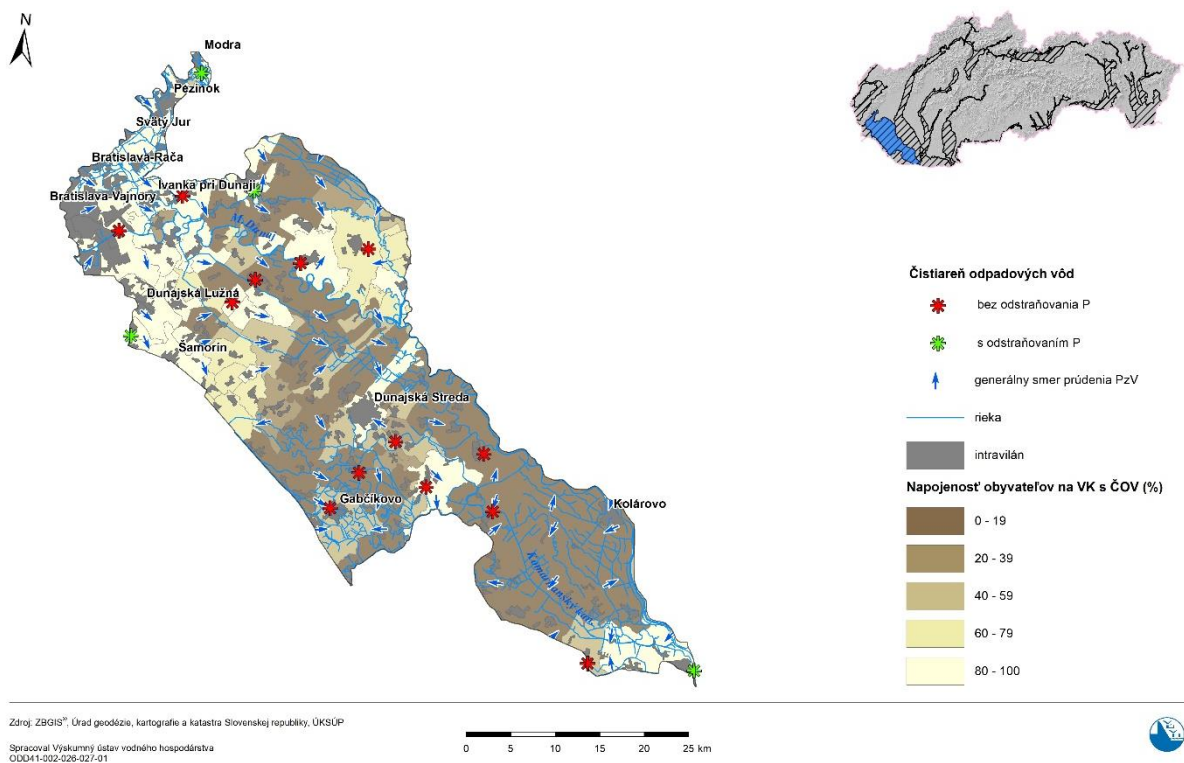 N
Modra
Pezinok
Svätý Jur
Bratislava-Rača
Ivanka pri Dunaji
Bratislava-Vajnory
M. Dunaj
Dunajská Lužná
Šamorín
Dunajská Streda
Gabčíkovo
Kolárovo
Komárňanský kan.
Čistiareň odpadových vôd
bez odstraňovania P
s odstraňovaním P
generálny smer prúdenia PzV
rieka
intravilán
Napojenosť obyvateľov na VK s ČOV (%)
0 - 19
20 - 39
40 - 59
60 - 79
80 - 100
Zdroj: ZBGIS®, Úrad geodézie, kartografie a katastra Slovenskej republiky, ÚKSÚP
Spracoval Výskumný ústav vodného hospodárstva
ODD41-002-026-027-01
0 5 10 15 20 25 km